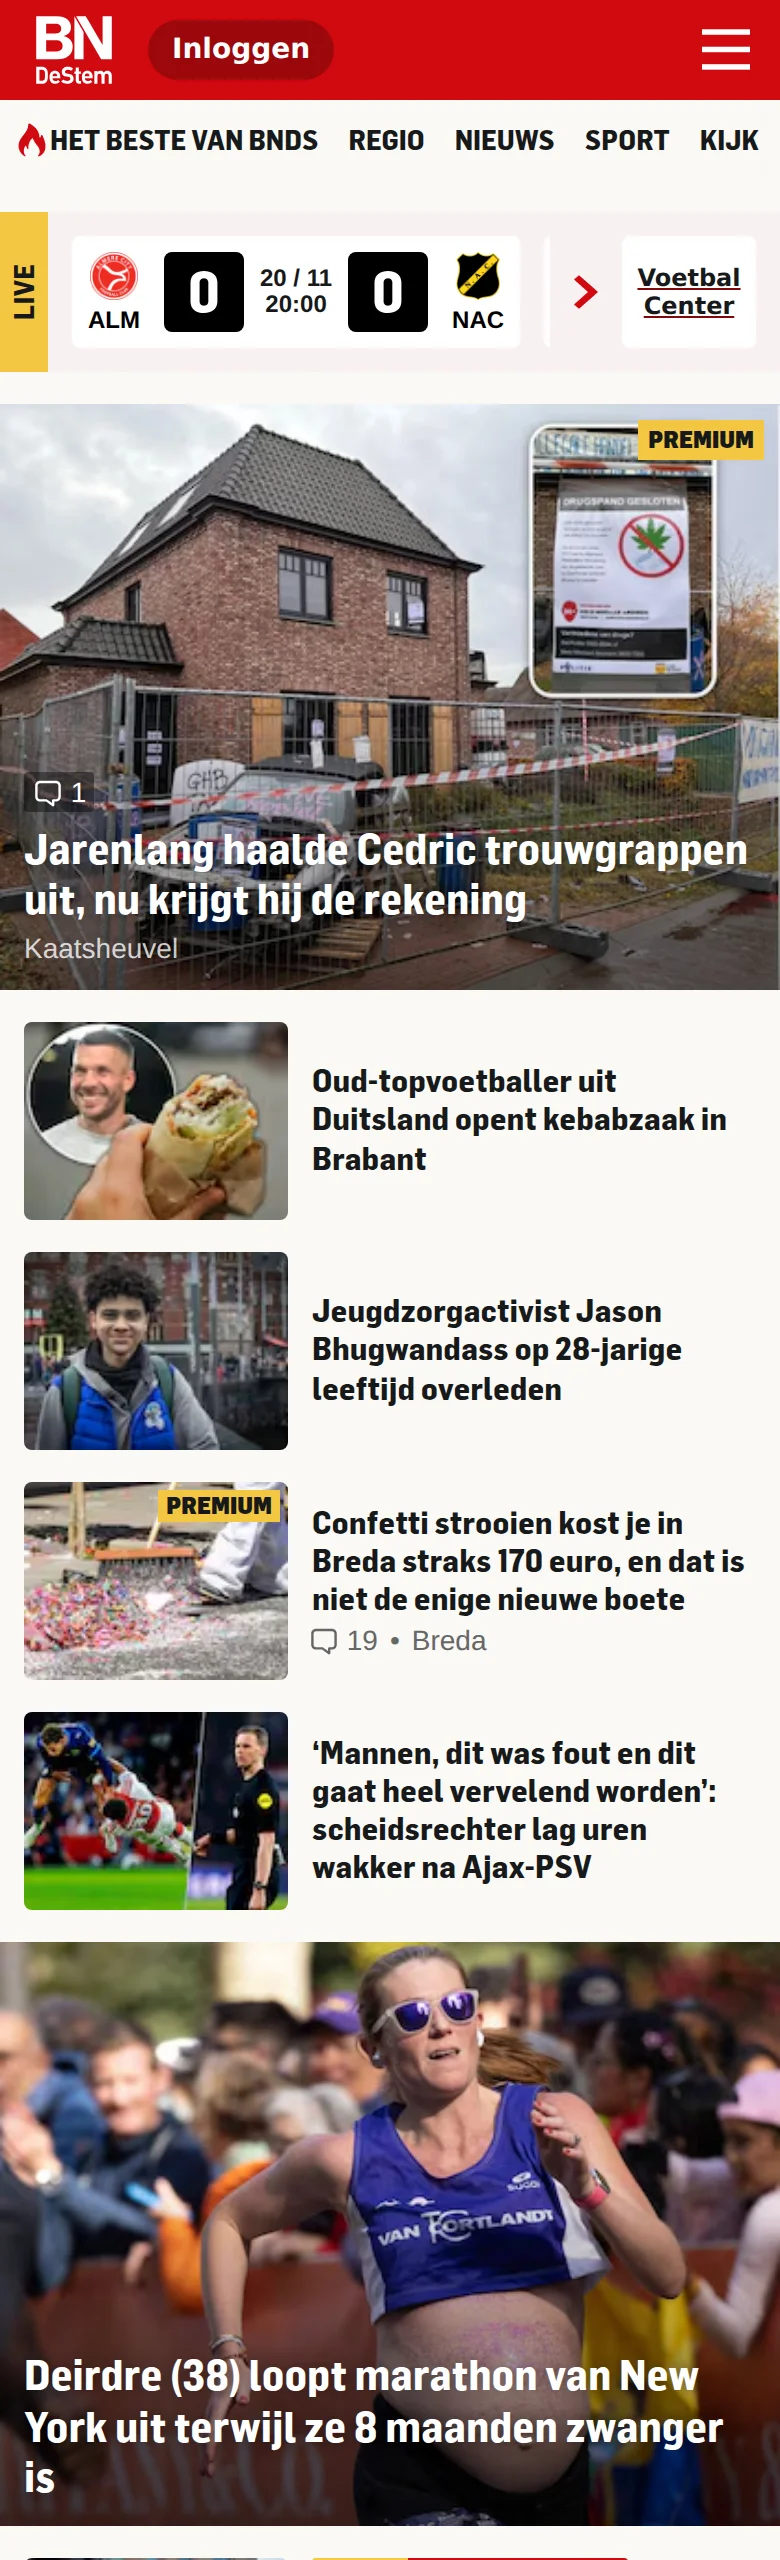 BN
DeStem
Inloggen
HET BESTE VAN BNDS
REGIO
NIEUWS
SPORT
KIJK
LIVE
ALM
0
20 / 11
20:00
0
NAC
Voetbal
Center
PREMIUM
DRUGSPAND GESLOTEN
GHB
1
Jarenlang haalde Cedric trouwgrappen
uit, nu krijgt hij de rekening
Kaatsheuvel
Oud-topvoetballer uit
Duitsland opent kebabzaak in
Brabant
Jeugdzorgactivist Jason
Bhugwandass op 28-jarige
leeftijd overleden
PREMIUM
Confetti strooien kost je in
Breda straks 170 euro, en dat is
niet de enige nieuwe boete
19 • Breda
‘Mannen, dit was fout en dit
gaat heel vervelend worden’:
scheidsrechter lag uren
wakker na Ajax-PSV
VAN CORTLANDT
Deirdre (38) loopt marathon van New
York uit terwijl ze 8 maanden zwanger
is